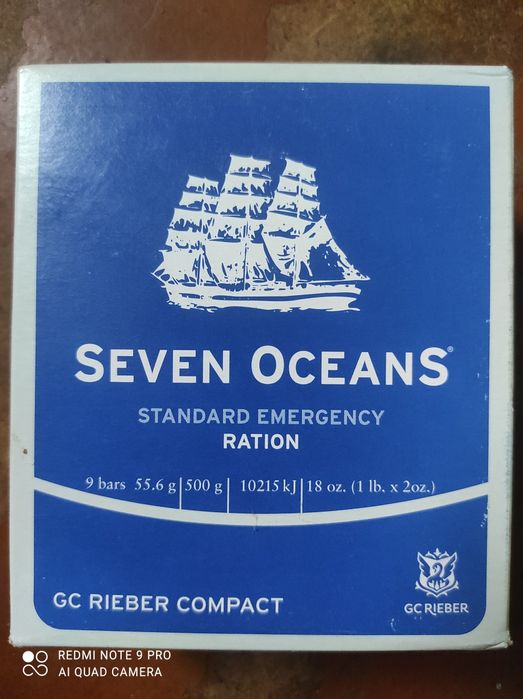 SEVEN OCEANS®
STANDARD EMERGENCY
RATION
9 bars 55.6 g | 500 g | 10215 kJ | 18 oz. (1 lb. x 2oz.)
GC RIEBER COMPACT
GC RIEBER
REDMI NOTE 9 PRO
AI QUAD CAMERA